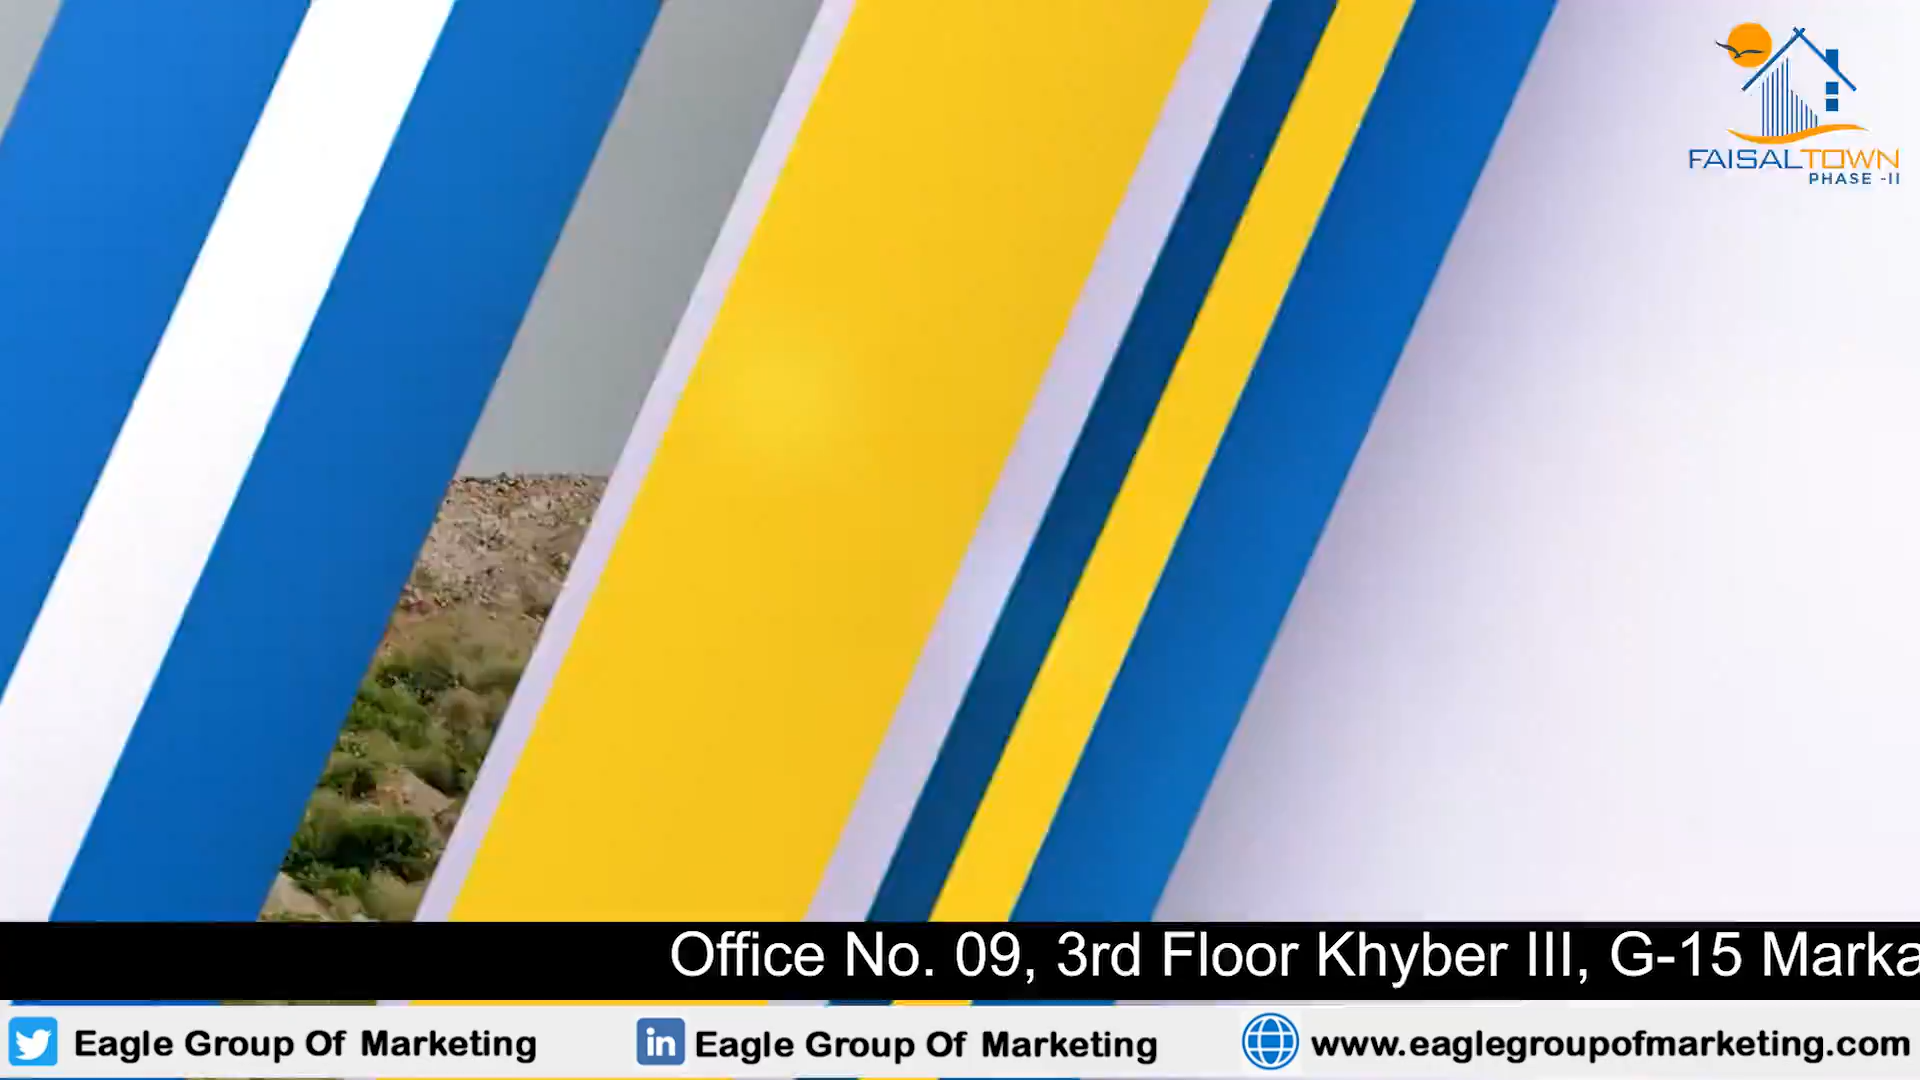 FAISALTOWN
PHASE -II
Office No. 09, 3rd Floor Khyber III, G-15 Marka
Eagle Group Of Marketing
Eagle Group Of Marketing
www.eaglegroupofmarketing.com